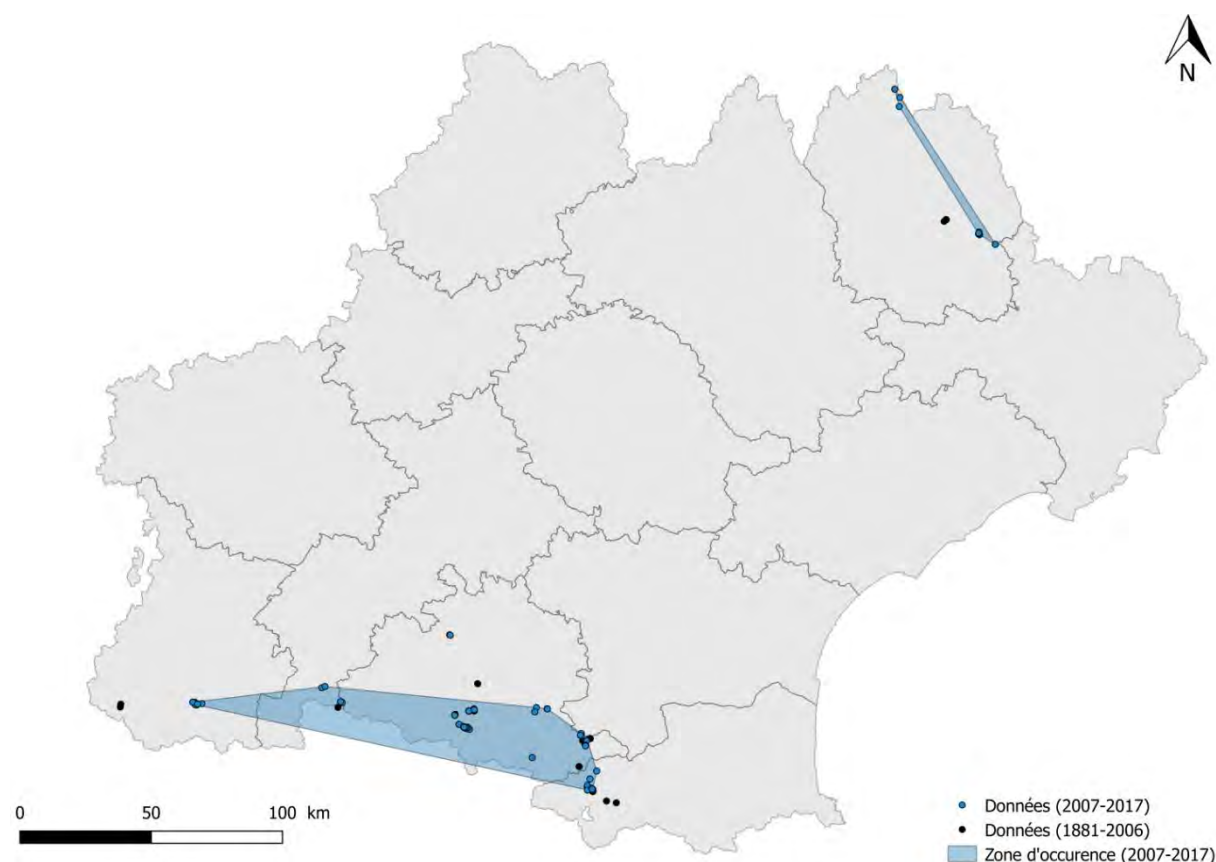 N
0 50 100 km
Données (2007-2017)
Données (1881-2006)
Zone d'occurence (2007-2017)